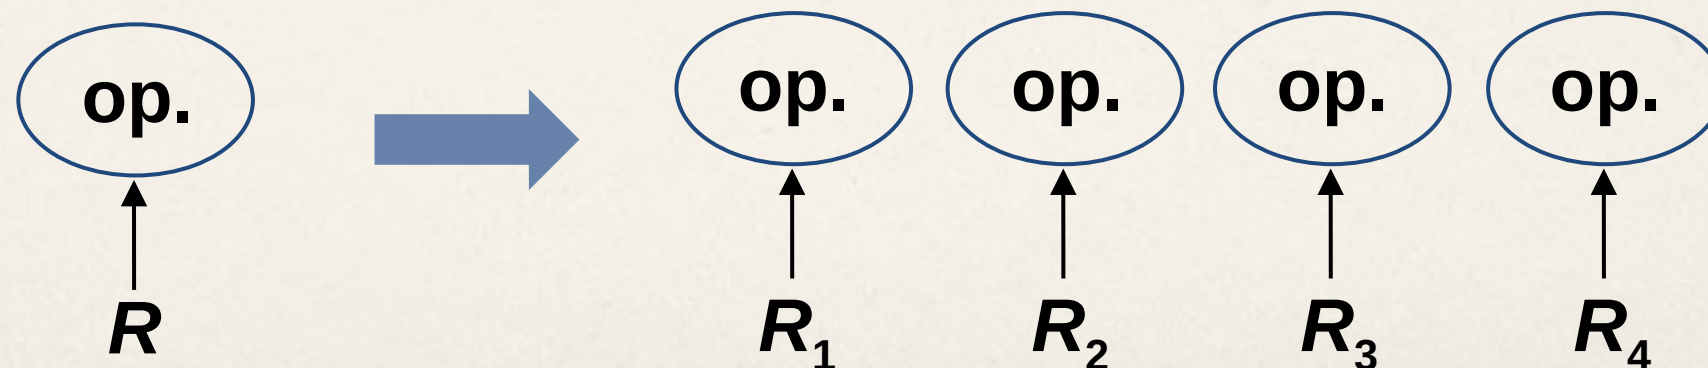 op. op. op. op. op.
R R₁ R₂ R₃ R₄